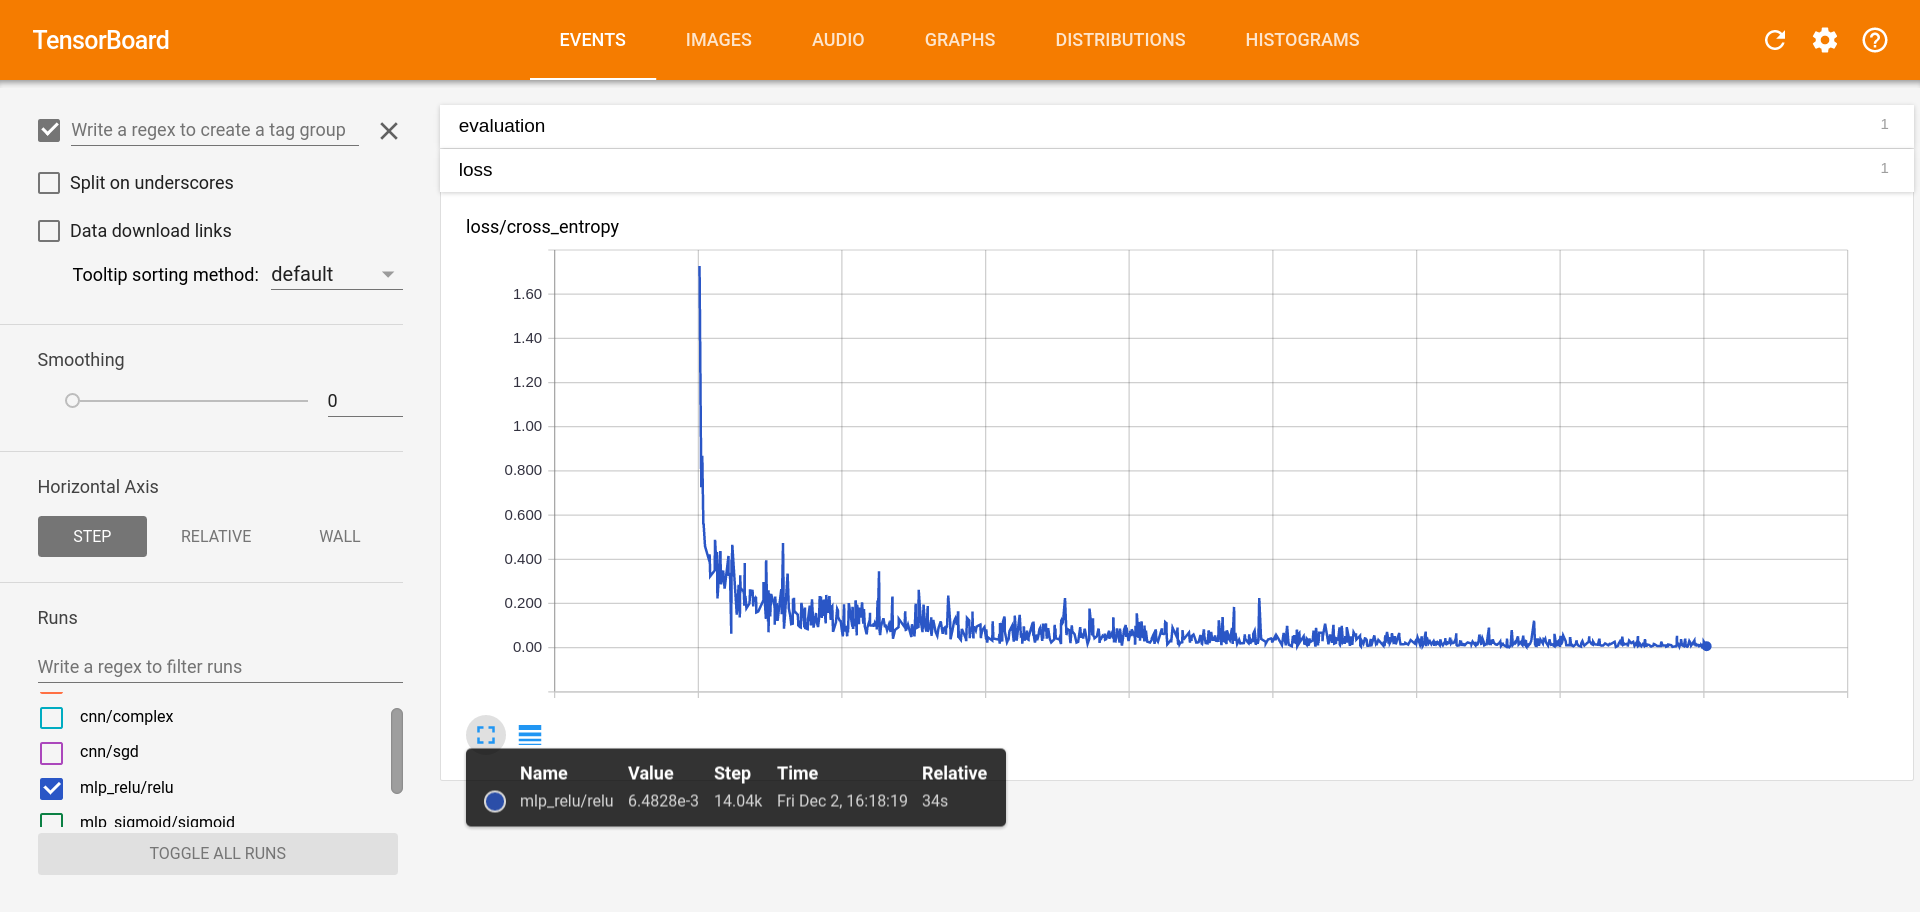 TensorBoard
EVENTS IMAGES AUDIO GRAPHS DISTRIBUTIONS HISTOGRAMS
Write a regex to create a tag group
Split on underscores
Data download links
Tooltip sorting method: default
Smoothing
0
Horizontal Axis
STEP RELATIVE WALL
Runs
Write a regex to filter runs
cnn/complex
cnn/sgd
mlp_relu/relu
mlp_sigmoid/sigmoid
TOGGLE ALL RUNS
evaluation 1
loss 1
loss/cross_entropy
1.60
1.40
1.20
1.00
0.800
0.600
0.400
0.200
0.00
Name Value Step Time Relative
mlp_relu/relu 6.4828e-3 14.04k Fri Dec 2, 16:18:19 34s